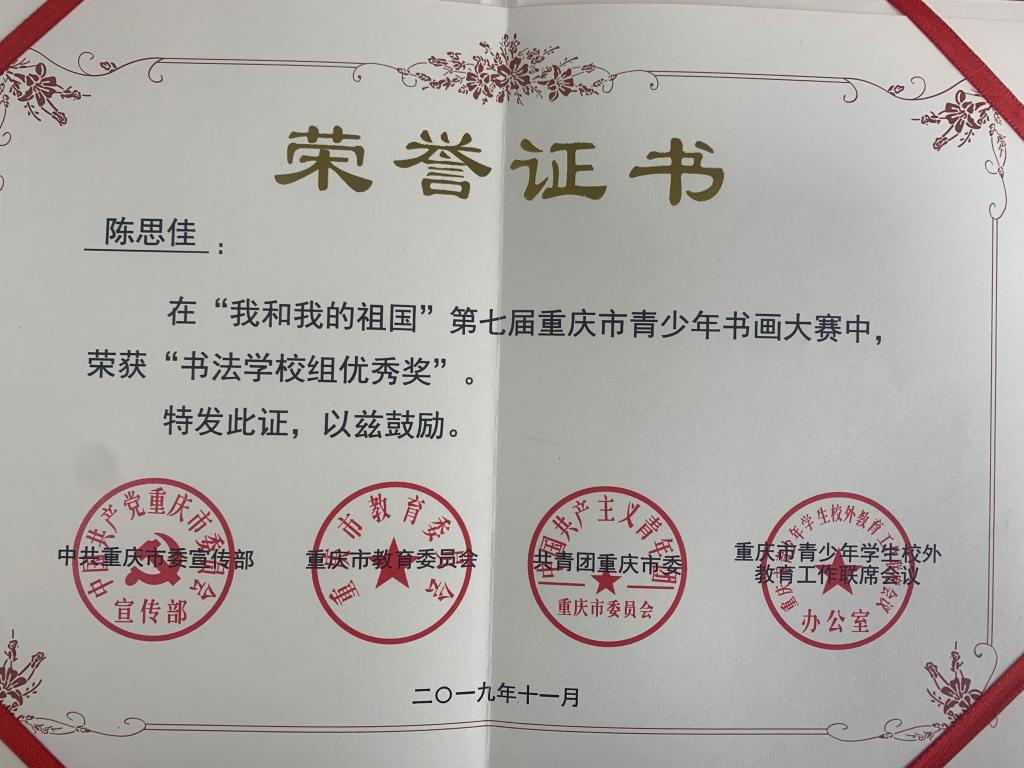 荣誉证书
陈思佳：
在“我和我的祖国”第七届重庆市青少年书画大赛中，
荣获“书法学校组优秀奖”。
特发此证，以兹鼓励。
中国共产党重庆市委员会
宣传部
中共重庆市委宣传部
重庆市教育委员会
重庆市教育委员会
中国共产主义青年团
重庆市委员会
共青团重庆市委
办公室
重庆市青少年学生校外
教育工作联席会议
二〇一九年十一月